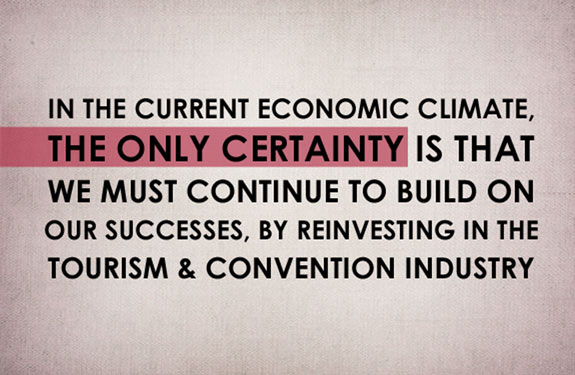 IN THE CURRENT ECONOMIC CLIMATE,
THE ONLY CERTAINTY IS THAT
WE MUST CONTINUE TO BUILD ON
OUR SUCCESSES, BY REINVESTING IN THE
TOURISM & CONVENTION INDUSTRY